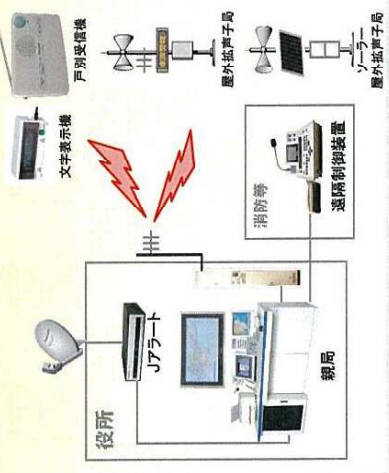 役所
Jアラート
親局
消防等
遠隔制御装置
文字表示機
戸別受信機
屋外拡声子局
ソーラー
屋外拡声子局